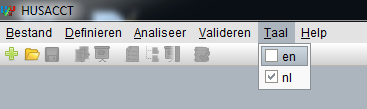 HUSACCT
Bestand Definieren Analiseer Valideren Taal Help
en
nl